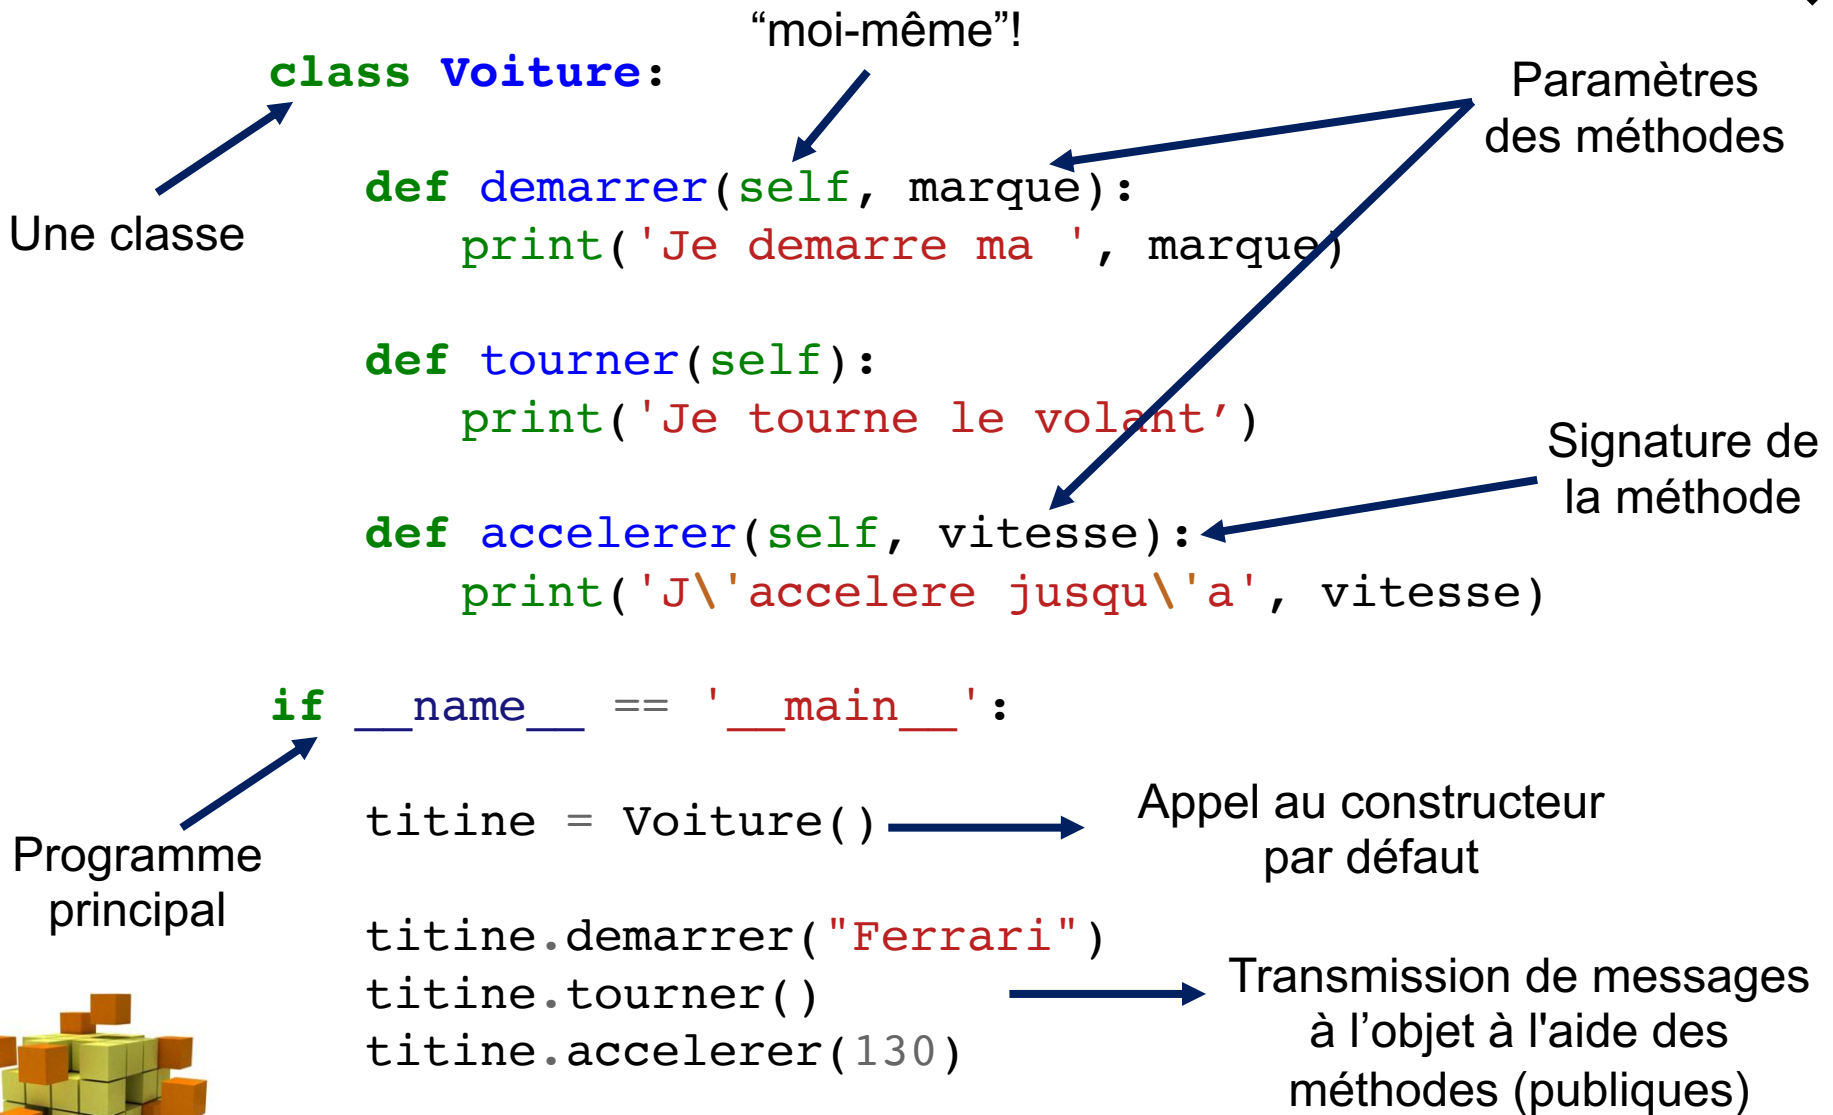 “moi-même”!
class Voiture:
Paramètres
des méthodes
def demarrer(self, marque):
Une classe
print('Je demarre ma ', marque)
def tourner(self):
print('Je tourne le volant’)
Signature de
la méthode
def accelerer(self, vitesse):
print('J\'accelere jusqu\'a', vitesse)
if __name__ == '__main__':
Programme
principal
titine = Voiture()
Appel au constructeur
par défaut
titine.demarrer("Ferrari")
titine.tourner()
titine.accelerer(130)
Transmission de messages
à l’objet à l'aide des
méthodes (publiques)